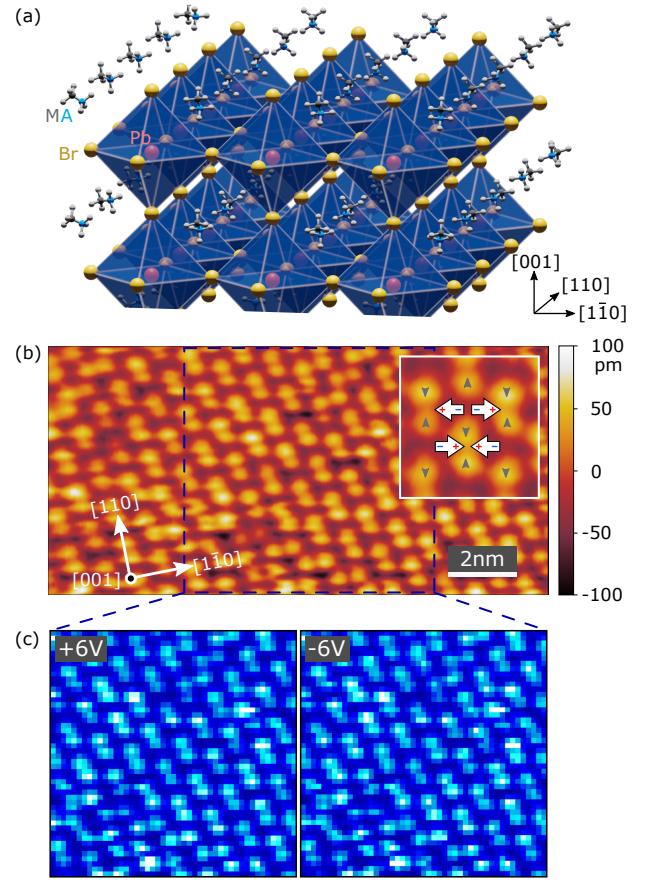 (a)
MA
Pb
Br
[001]
[110]
[11̄0]
(b)
100
pm
50
0
-50
-100
[110]
[11̄0]
[001]
2nm
+ - - +
- + + -
(c)
+6V
-6V